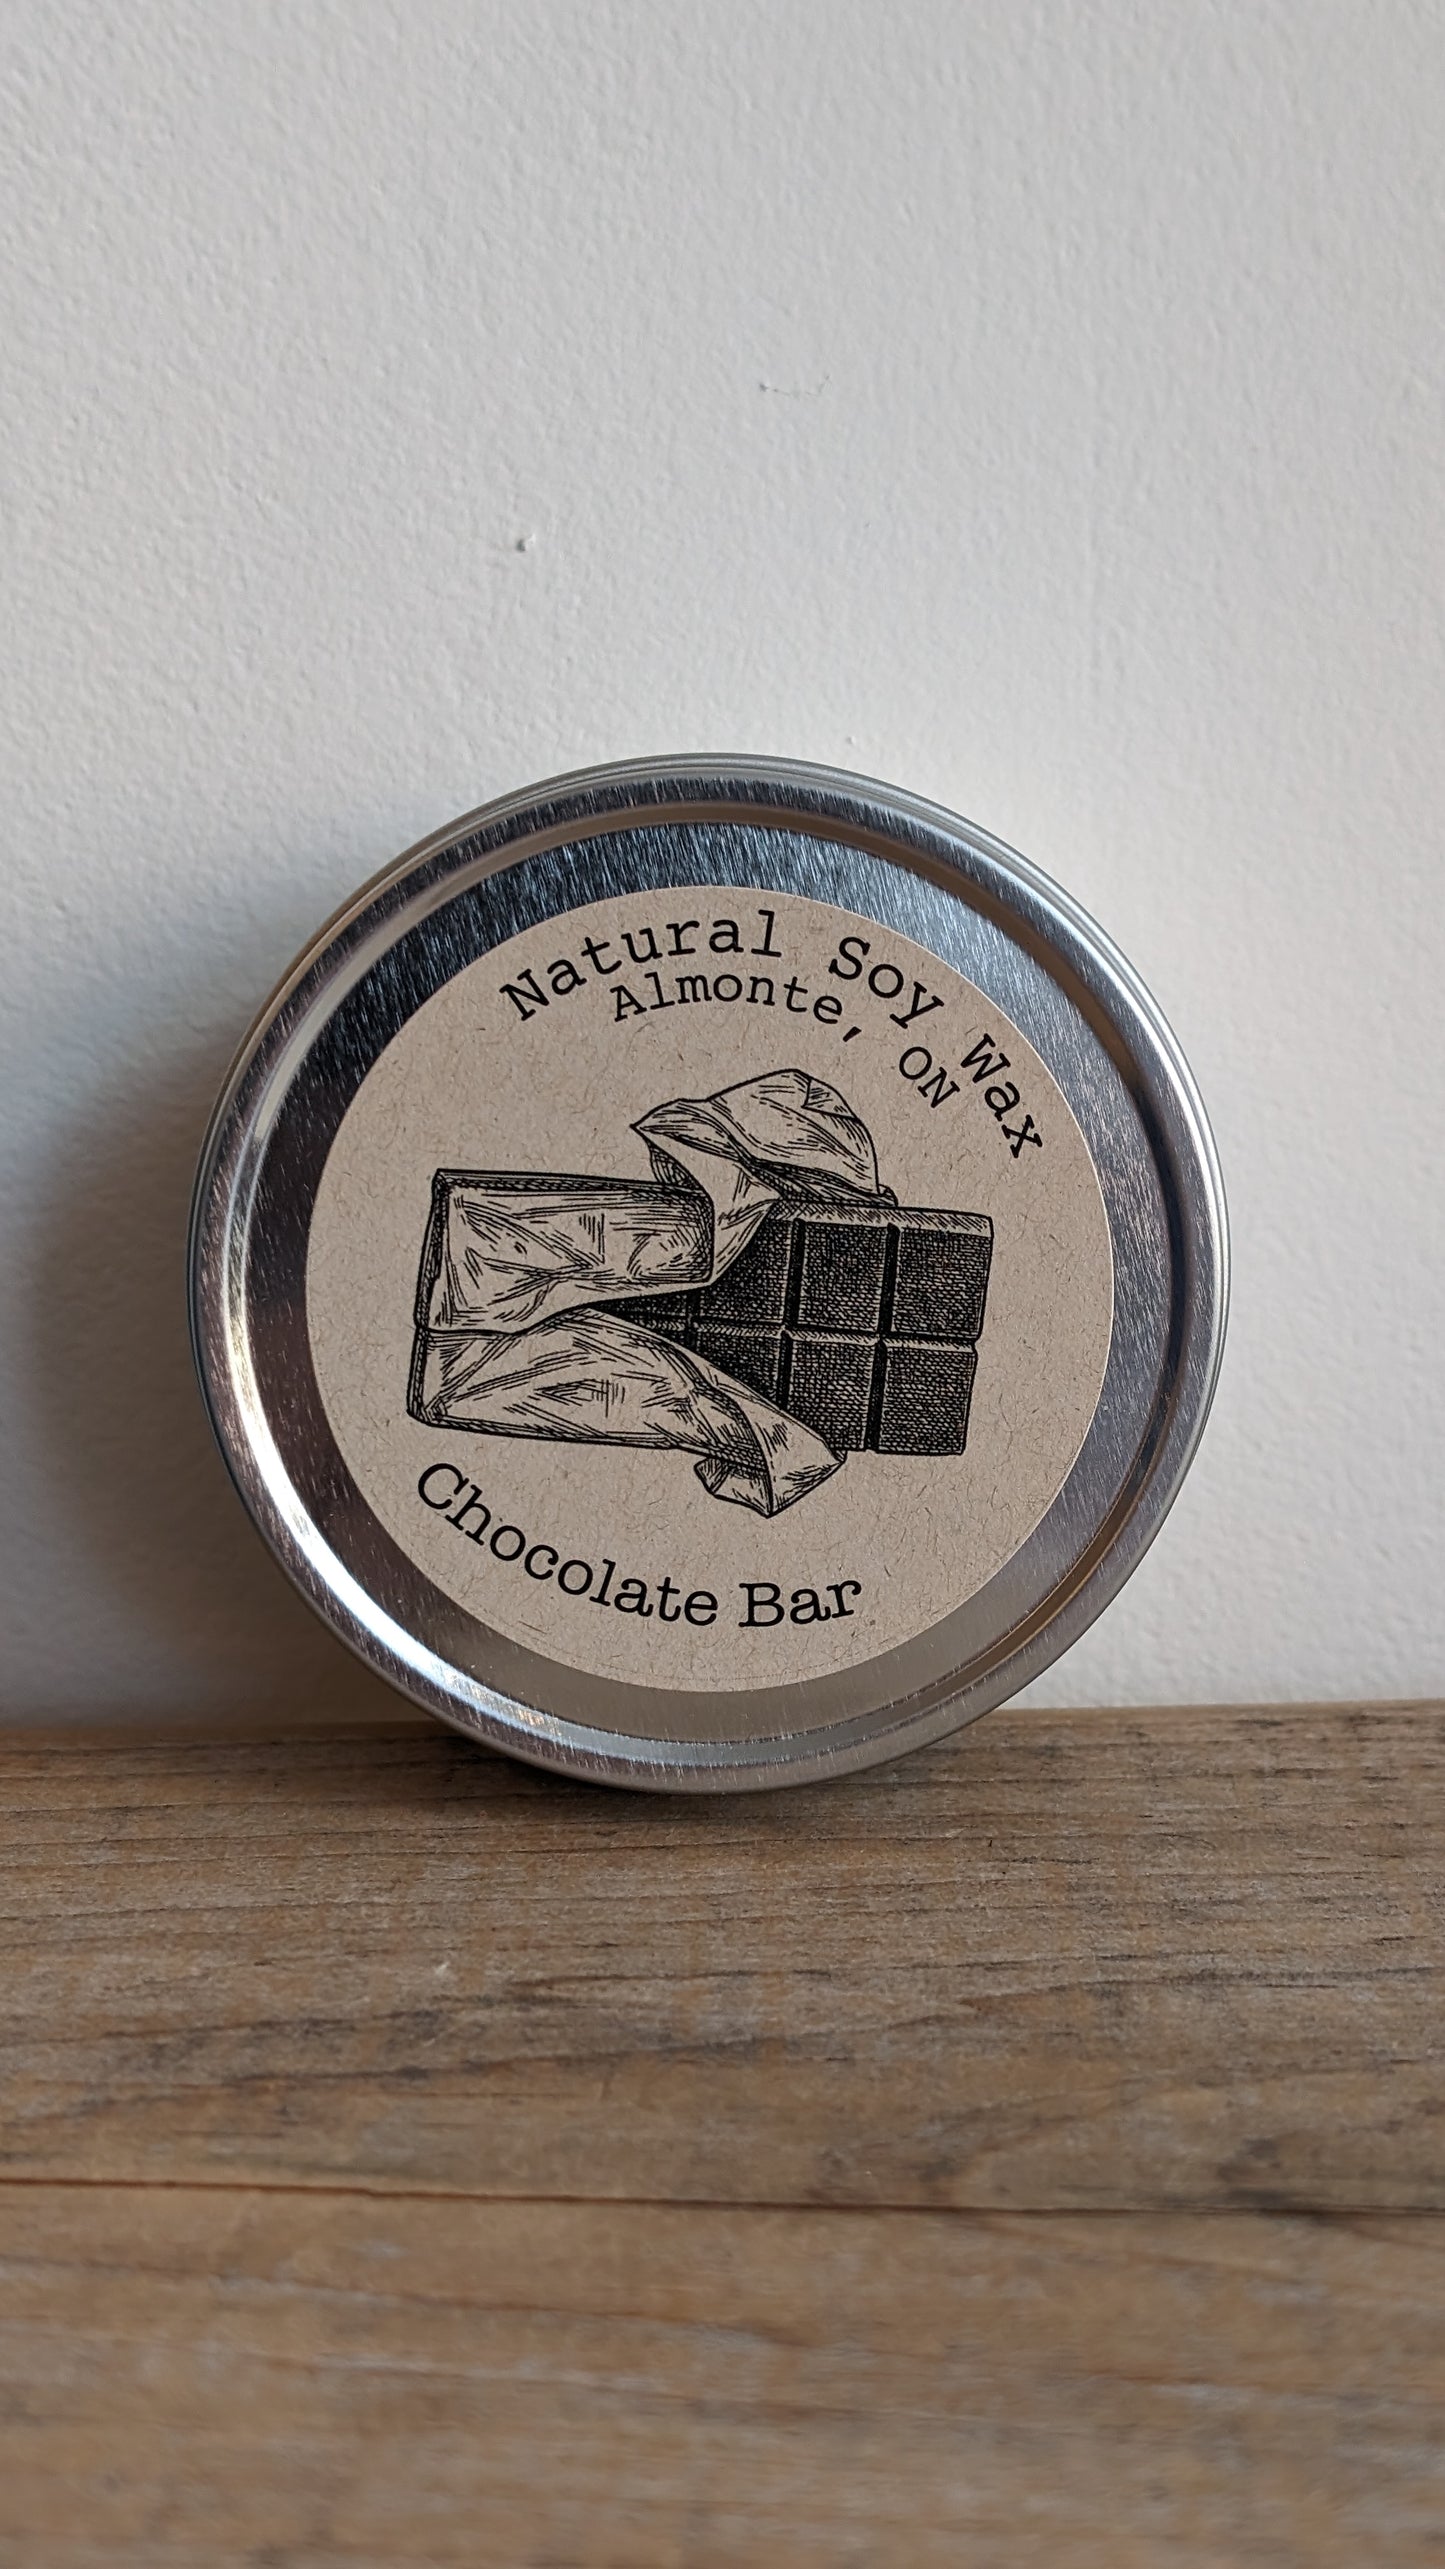 Natural Soy Wax
Almonte, ON
Chocolate Bar